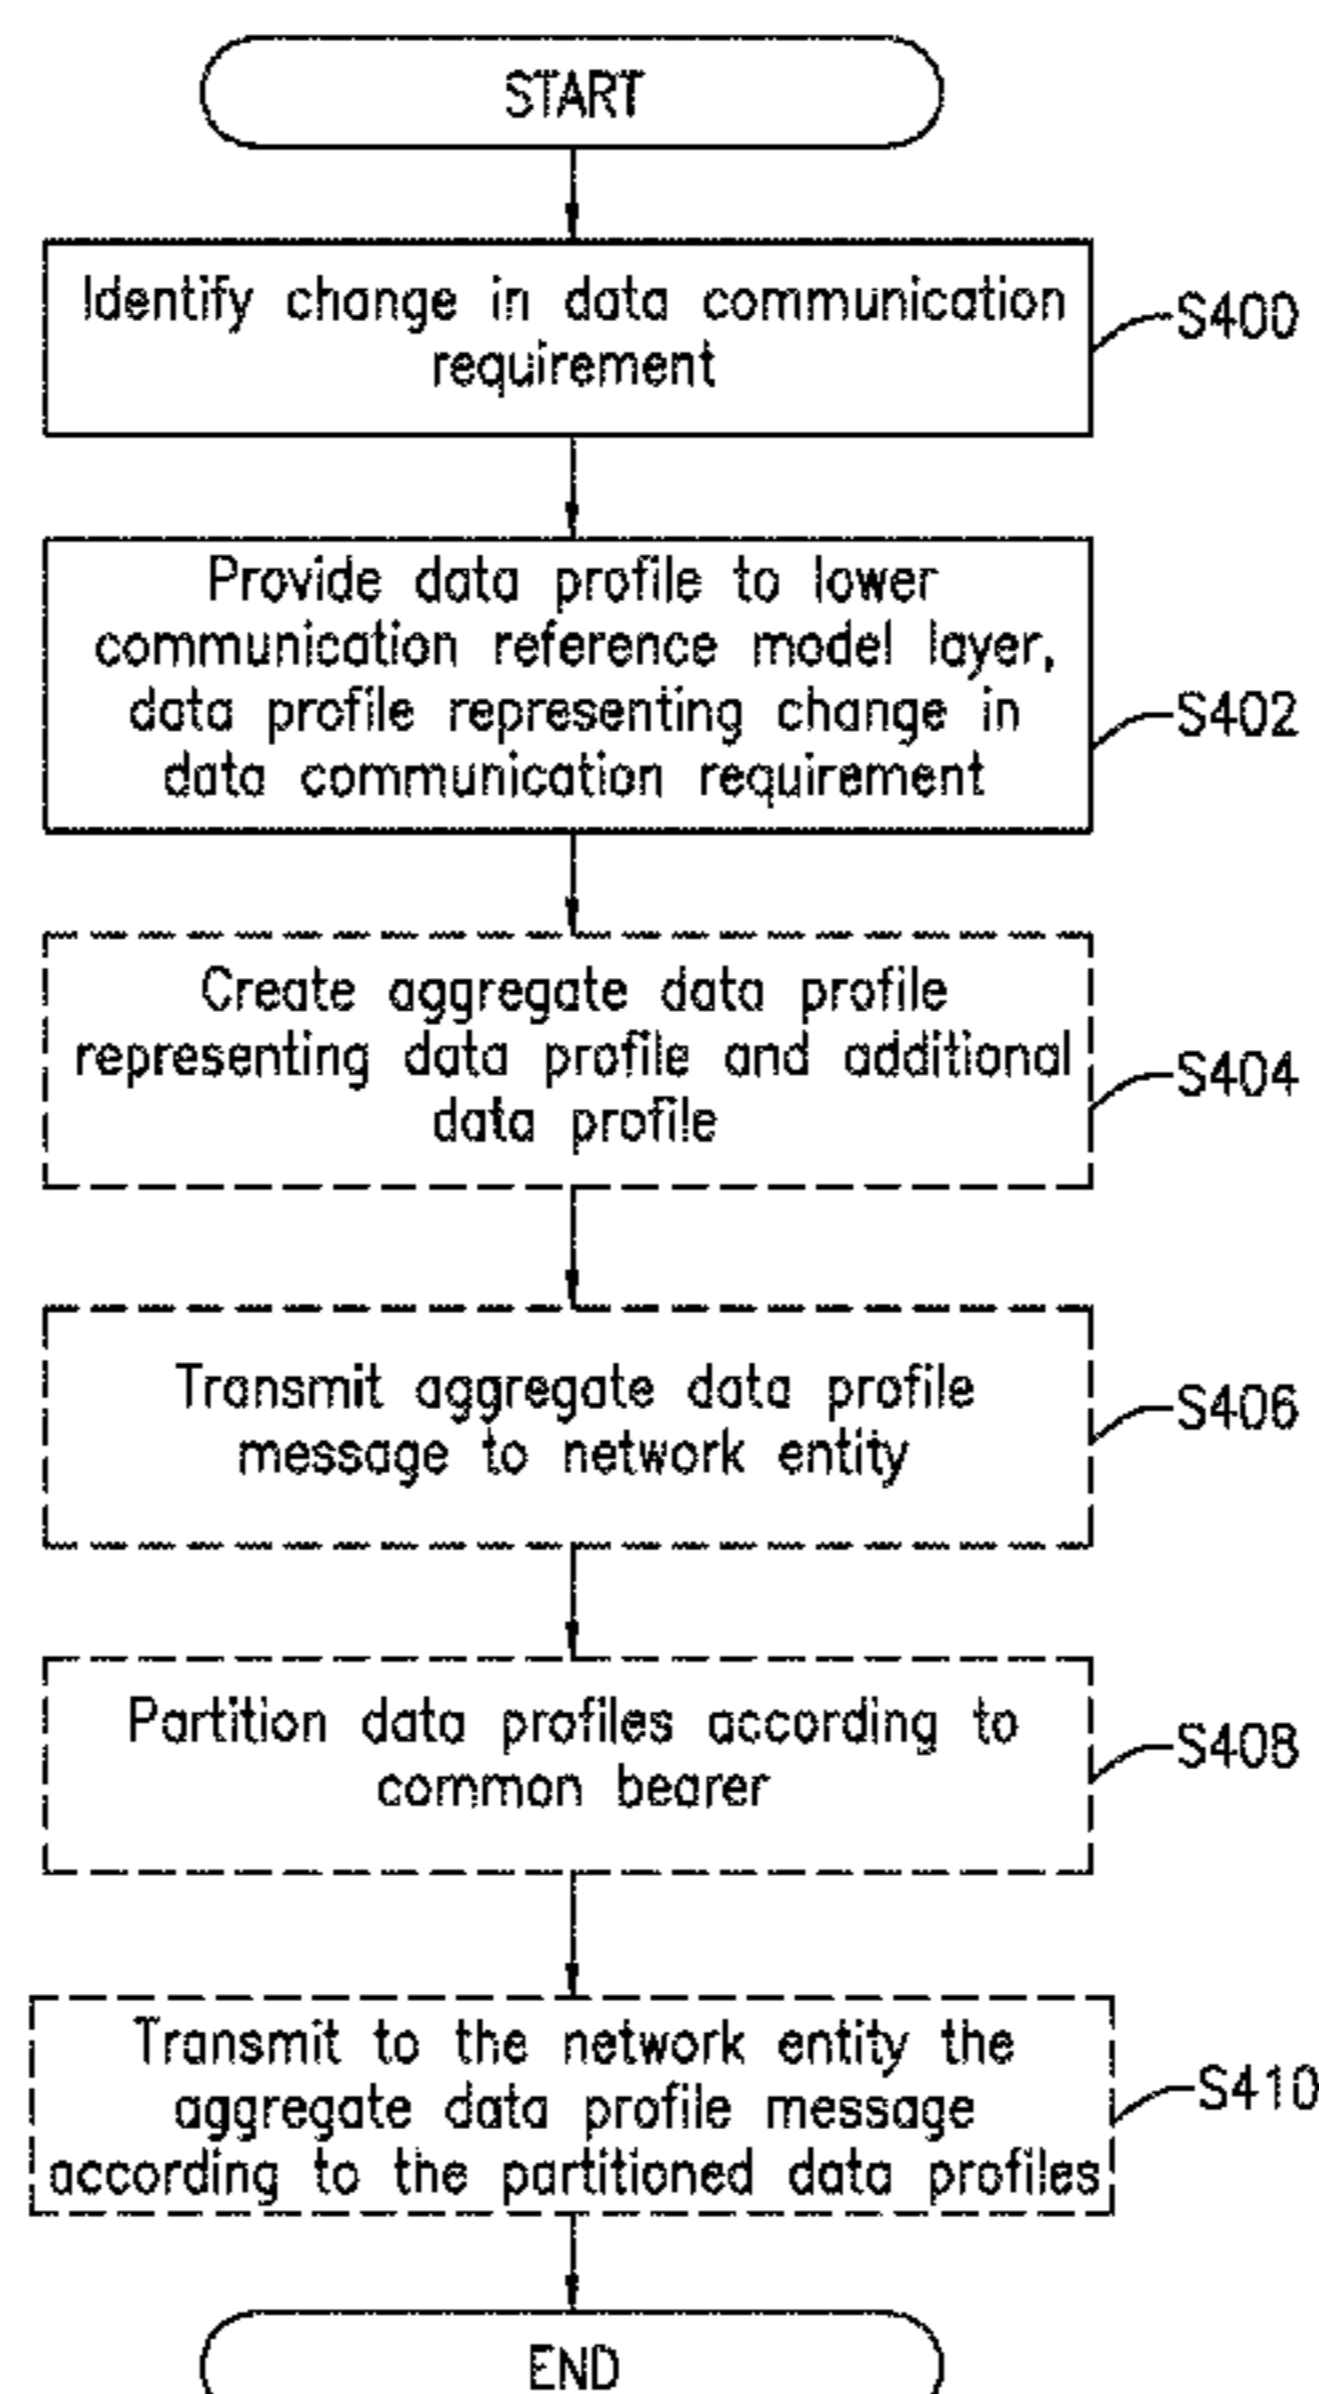 START
Identify change in data communication
requirement
S400
Provide data profile to lower
communication reference model layer,
data profile representing change in
data communication requirement
S402
Create aggregate data profile
representing data profile and additional
data profile
S404
Transmit aggregate data profile
message to network entity
S406
Partition data profiles according to
common bearer
S408
Transmit to the network entity the
aggregate data profile message
according to the partitioned data profiles
S410
END